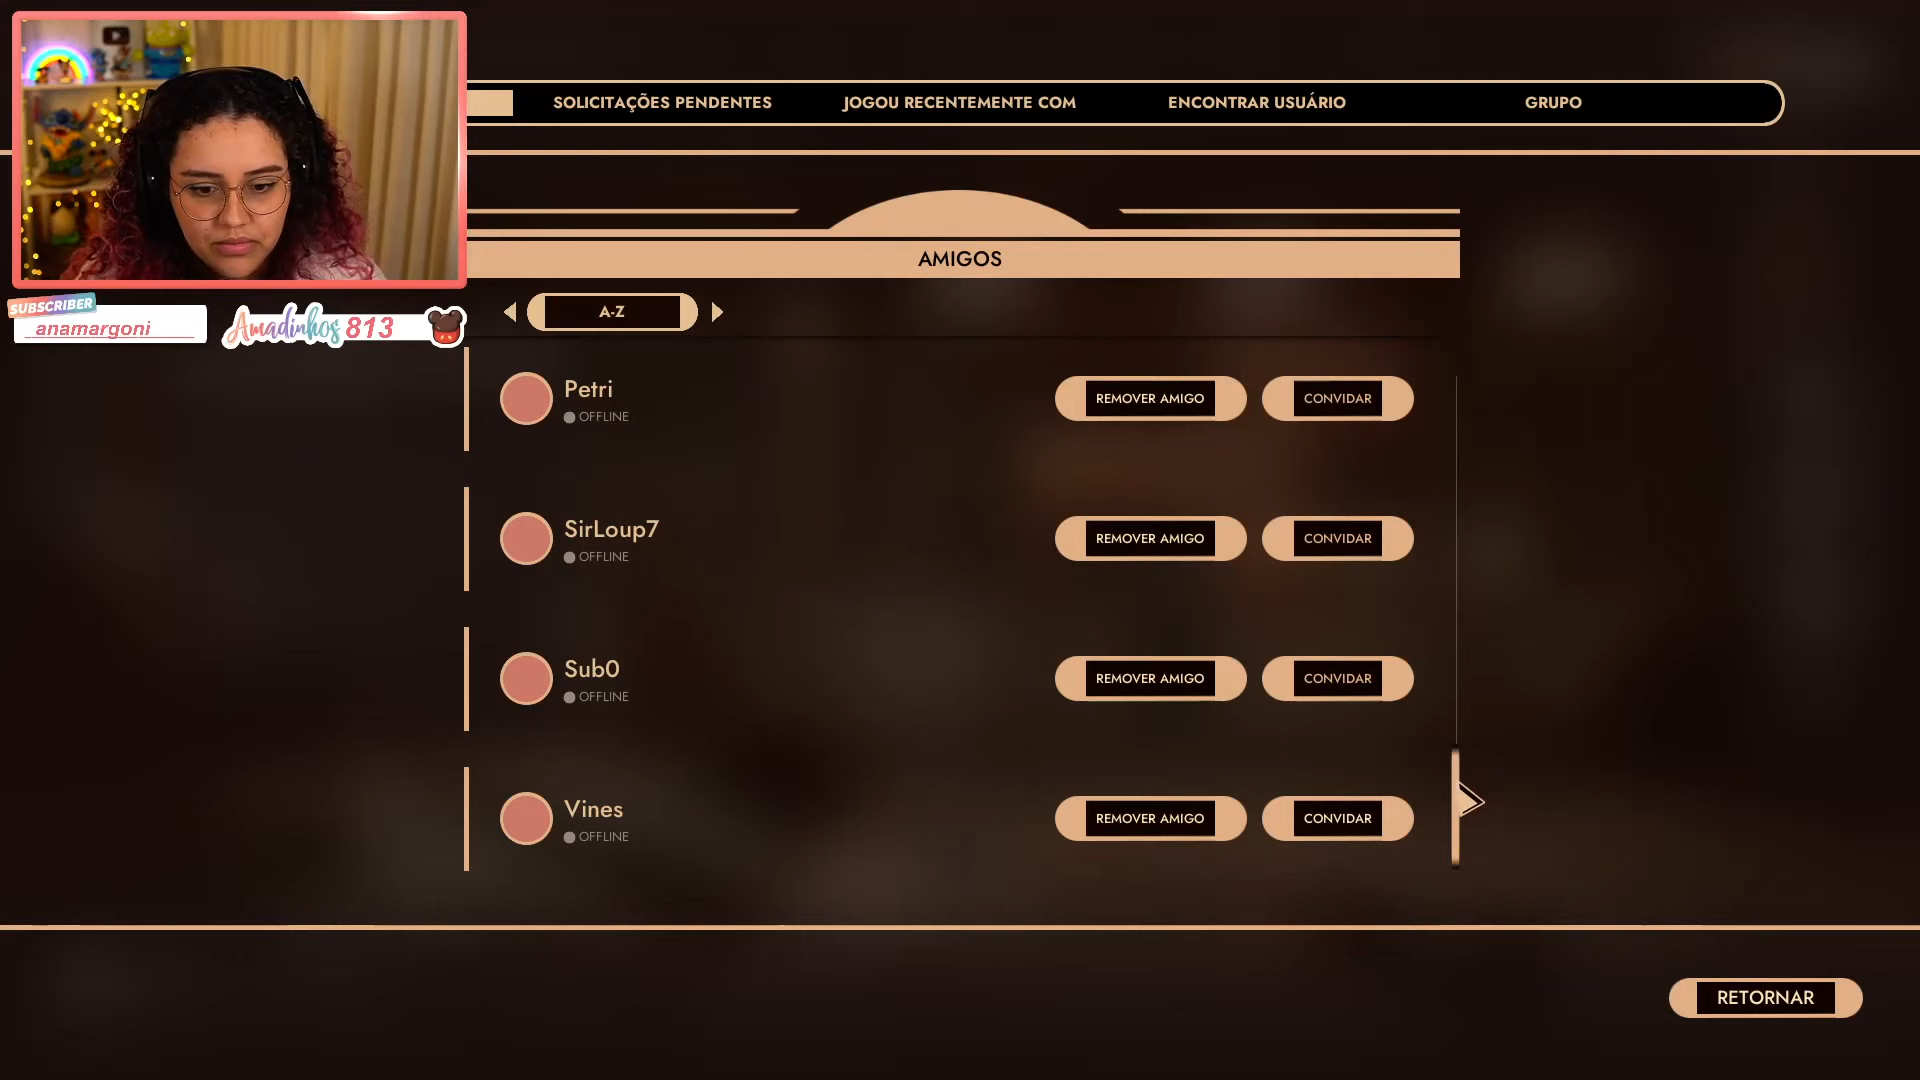 SOLICITAÇÕES PENDENTES
JOGOU RECENTEMENTE COM
ENCONTRAR USUÁRIO
GRUPO
AMIGOS
SUBSCRIBER
anamargoni
Amadinhos 813
A-Z
Petri
OFFLINE
REMOVER AMIGO
CONVIDAR
SirLoup7
OFFLINE
REMOVER AMIGO
CONVIDAR
Sub0
OFFLINE
REMOVER AMIGO
CONVIDAR
Vines
OFFLINE
REMOVER AMIGO
CONVIDAR
RETORNAR